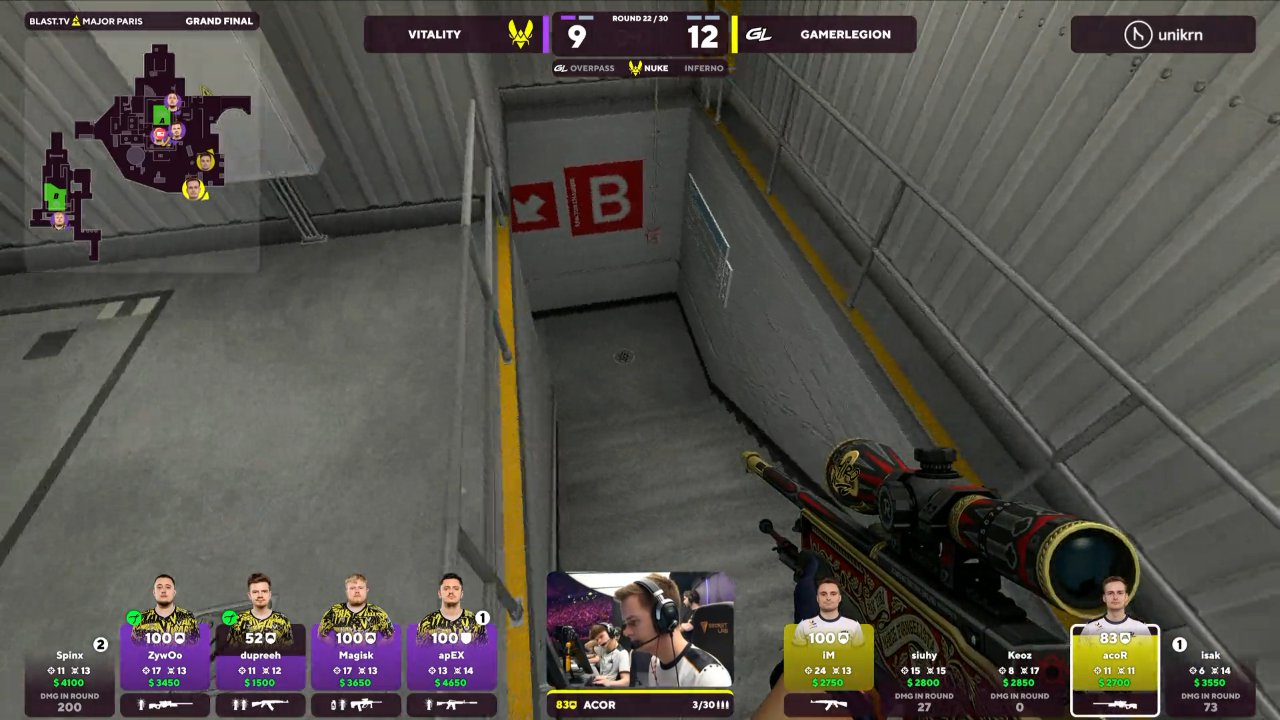 BLAST.TV MAJOR PARIS GRAND FINAL
VITALITY 9 ROUND 22 / 30 12 GL GAMERLEGION
unikrn
GL OVERPASS NUKE INFERNO
A
B
B
100 52 100 100
100 83
Spinx 2 ZywOo dupreeh Magisk apEX 1
iM siuhy Keoz acoR 1 isak
11 13 17 13 11 12 17 13 13 14
24 13 15 15 8 17 11 11 6 14
$ 4100 $ 3450 $ 1500 $ 3650 $ 4650
$ 2750 $ 2800 $ 2850 $ 2700 $ 3550
DMG IN ROUND
200
DMG IN ROUND
27
DMG IN ROUND
0
DMG IN ROUND
73
SECRET LAB
83 ACOR 3/30